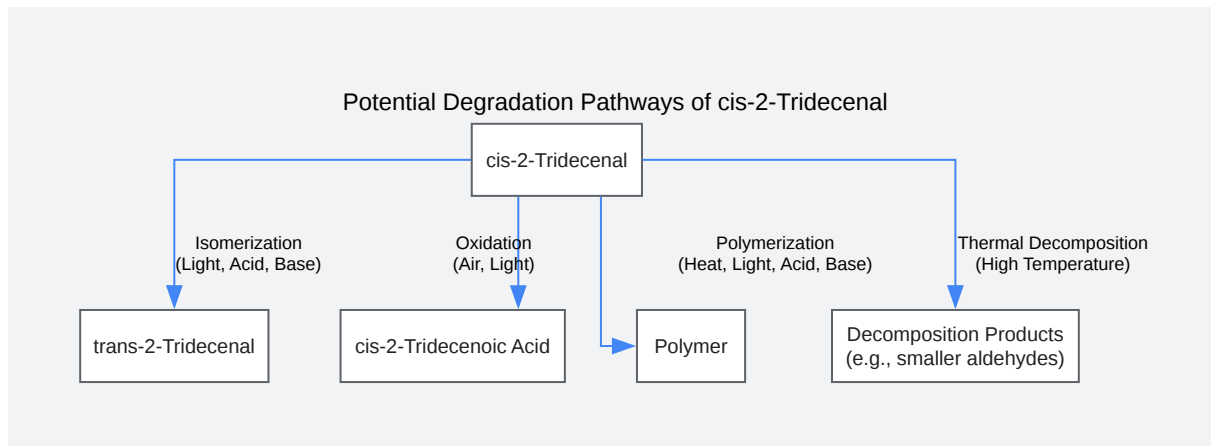 Potential Degradation Pathways of cis-2-Tridecenal
cis-2-Tridecenal
Isomerization
(Light, Acid, Base)
Oxidation
(Air, Light)
Polymerization
(Heat, Light, Acid, Base)
Thermal Decomposition
(High Temperature)
trans-2-Tridecenal
cis-2-Tridecenoic Acid
Polymer
Decomposition Products
(e.g., smaller aldehydes)